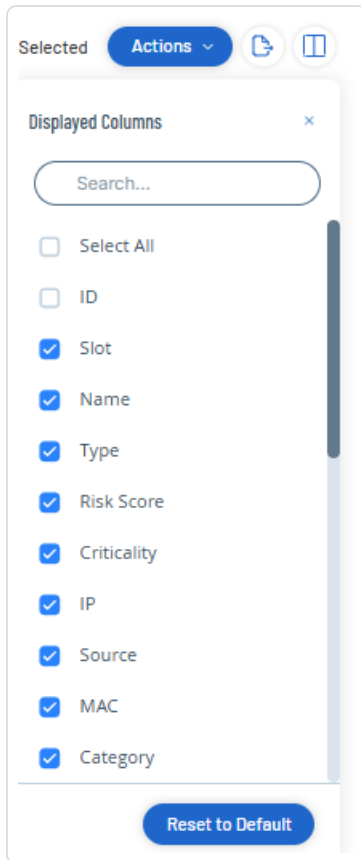 Selected Actions
Displayed Columns ×
Search...
Select All
ID
Slot
Name
Type
Risk Score
Criticality
IP
Source
MAC
Category
Reset to Default